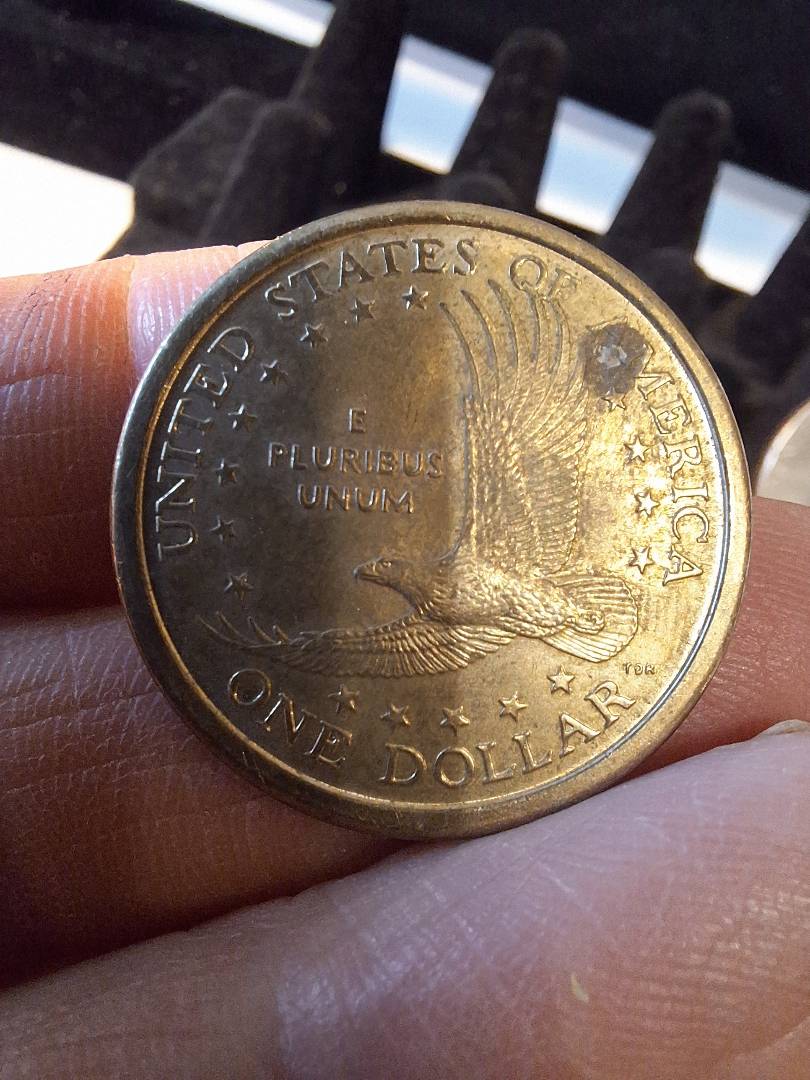 UNITED STATES OF AMERICA
E
PLURIBUS
UNUM
TDR
ONE DOLLAR